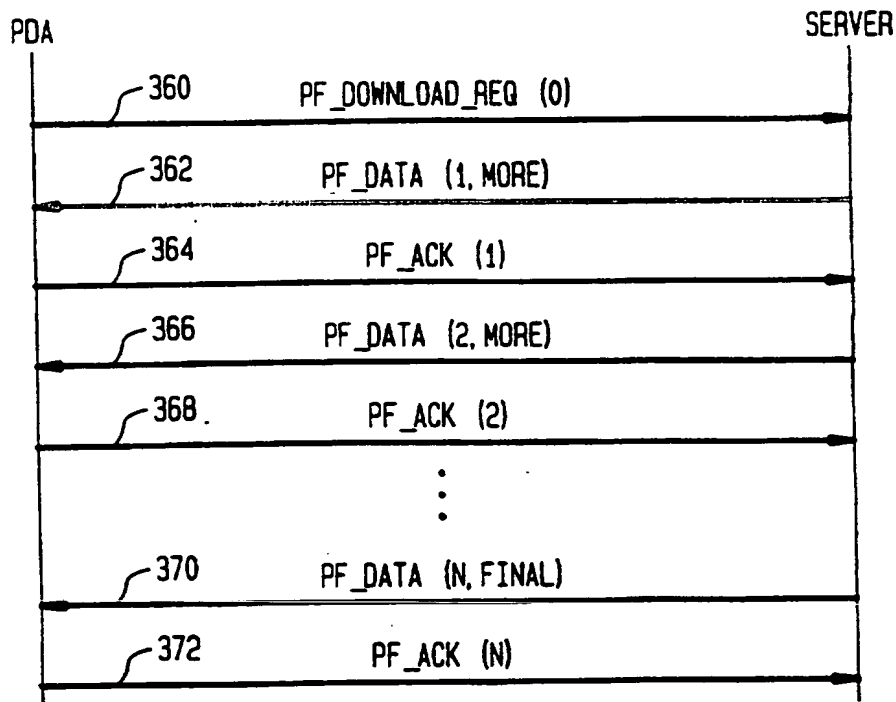 PDA
SERVER
360
PF_DOWNLOAD_REQ (0)
362
PF_DATA (1, MORE)
364
PF_ACK (1)
366
PF_DATA (2, MORE)
368
PF_ACK (2)
370
PF_DATA (N, FINAL)
372
PF_ACK (N)